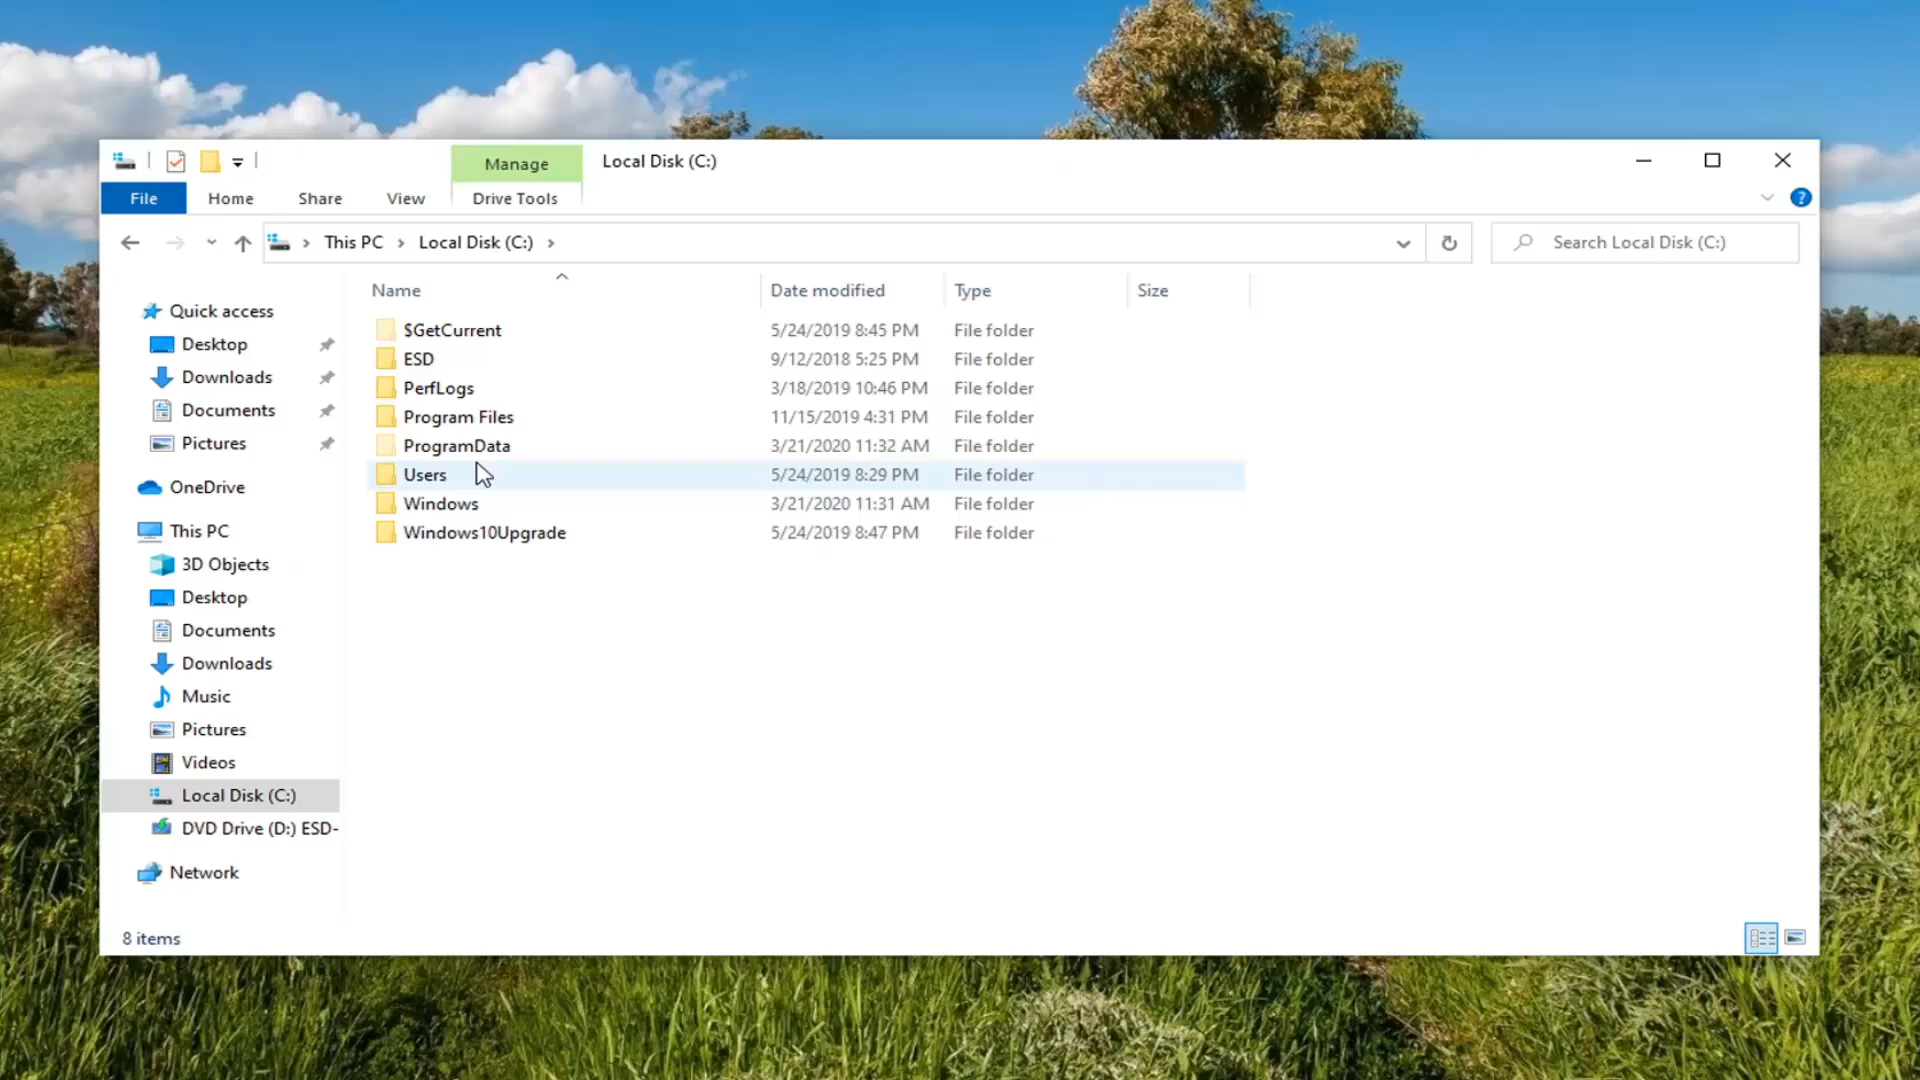 Manage
Local Disk (C:)
File
Home
Share
View
Drive Tools
This PC
Local Disk (C:)
Search Local Disk (C:)
Name
Date modified
Type
Size
$GetCurrent 5/24/2019 8:45 PM File folder
ESD 9/12/2018 5:25 PM File folder
PerfLogs 3/18/2019 10:46 PM File folder
Program Files 11/15/2019 4:31 PM File folder
ProgramData 3/21/2020 11:32 AM File folder
Users 5/24/2019 8:29 PM File folder
Windows 3/21/2020 11:31 AM File folder
Windows10Upgrade 5/24/2019 8:47 PM File folder
Quick access
Desktop
Downloads
Documents
Pictures
OneDrive
This PC
3D Objects
Desktop
Documents
Downloads
Music
Pictures
Videos
Local Disk (C:)
DVD Drive (D:) ESD-
Network
8 items